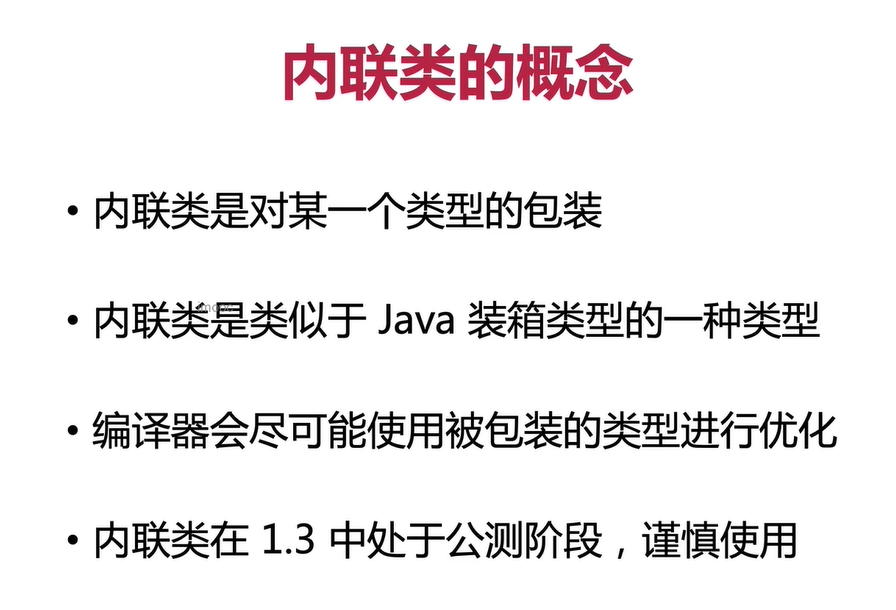 内联类的概念
• 内联类是对某一个类型的包装
• 内联类是类似于 Java 装箱类型的一种类型
• 编译器会尽可能使用被包装的类型进行优化
• 内联类在 1.3 中处于公测阶段，谨慎使用